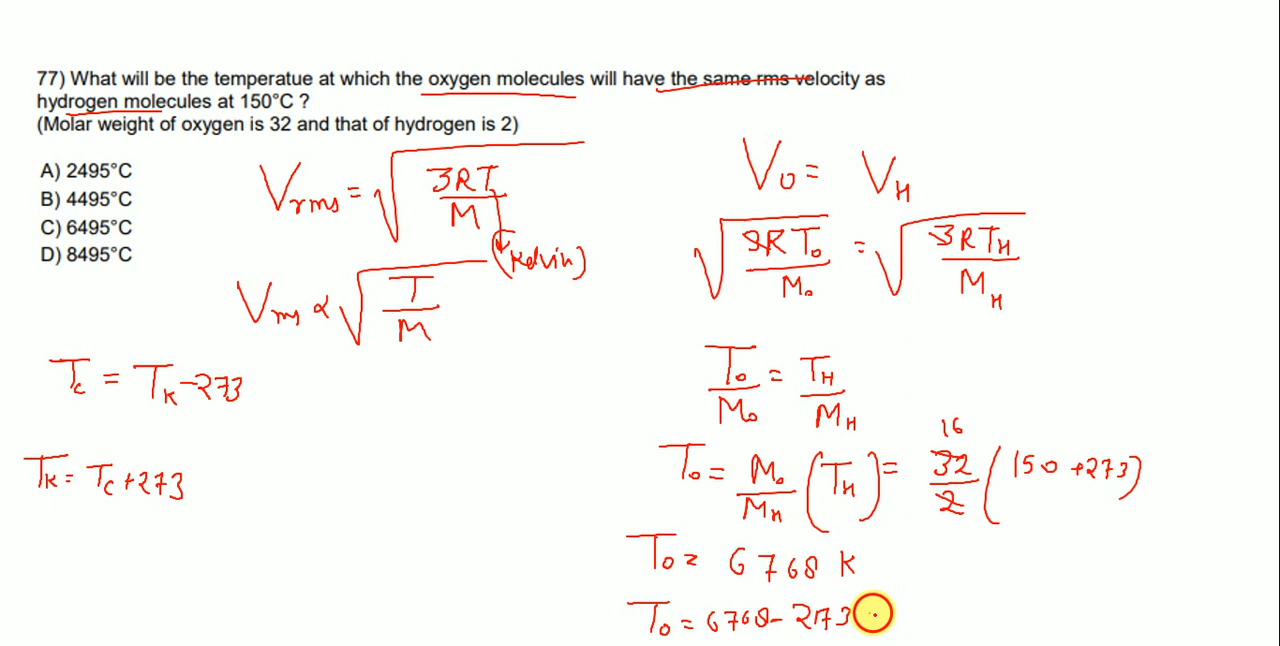 77) What will be the temperatue at which the oxygen molecules will have the same rms velocity as
hydrogen molecules at 150°C ?
(Molar weight of oxygen is 32 and that of hydrogen is 2)
A) 2495°C
B) 4495°C
C) 6495°C
D) 8495°C
Vrms = √(3RT/M)
(Kelvin)
Vrms ∝ √(T/M)
Tc = TK - 273
TK = Tc + 273
Vo = VH
√(3RTo/Mo) = √(3RTH/MH)
To/Mo = TH/MH
16
To = Mo/MH (TH) = 32/2 (150 + 273)
To = 6768 K
To = 6768 - 273